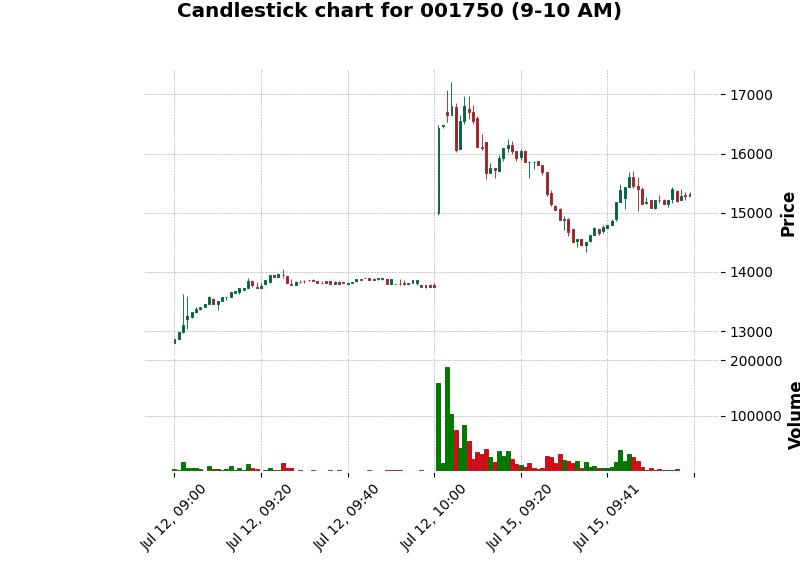 Candlestick chart for 001750 (9-10 AM)
17000
16000
15000
14000
13000
Price
200000
100000
Volume
Jul 12, 09:00
Jul 12, 09:20
Jul 12, 09:40
Jul 12, 10:00
Jul 15, 09:20
Jul 15, 09:41